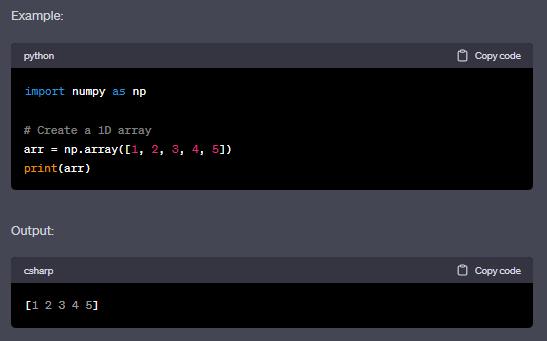 Example:
python Copy code
import numpy as np
# Create a 1D array
arr = np.array([1, 2, 3, 4, 5])
print(arr)
Output:
csharp Copy code
[1 2 3 4 5]